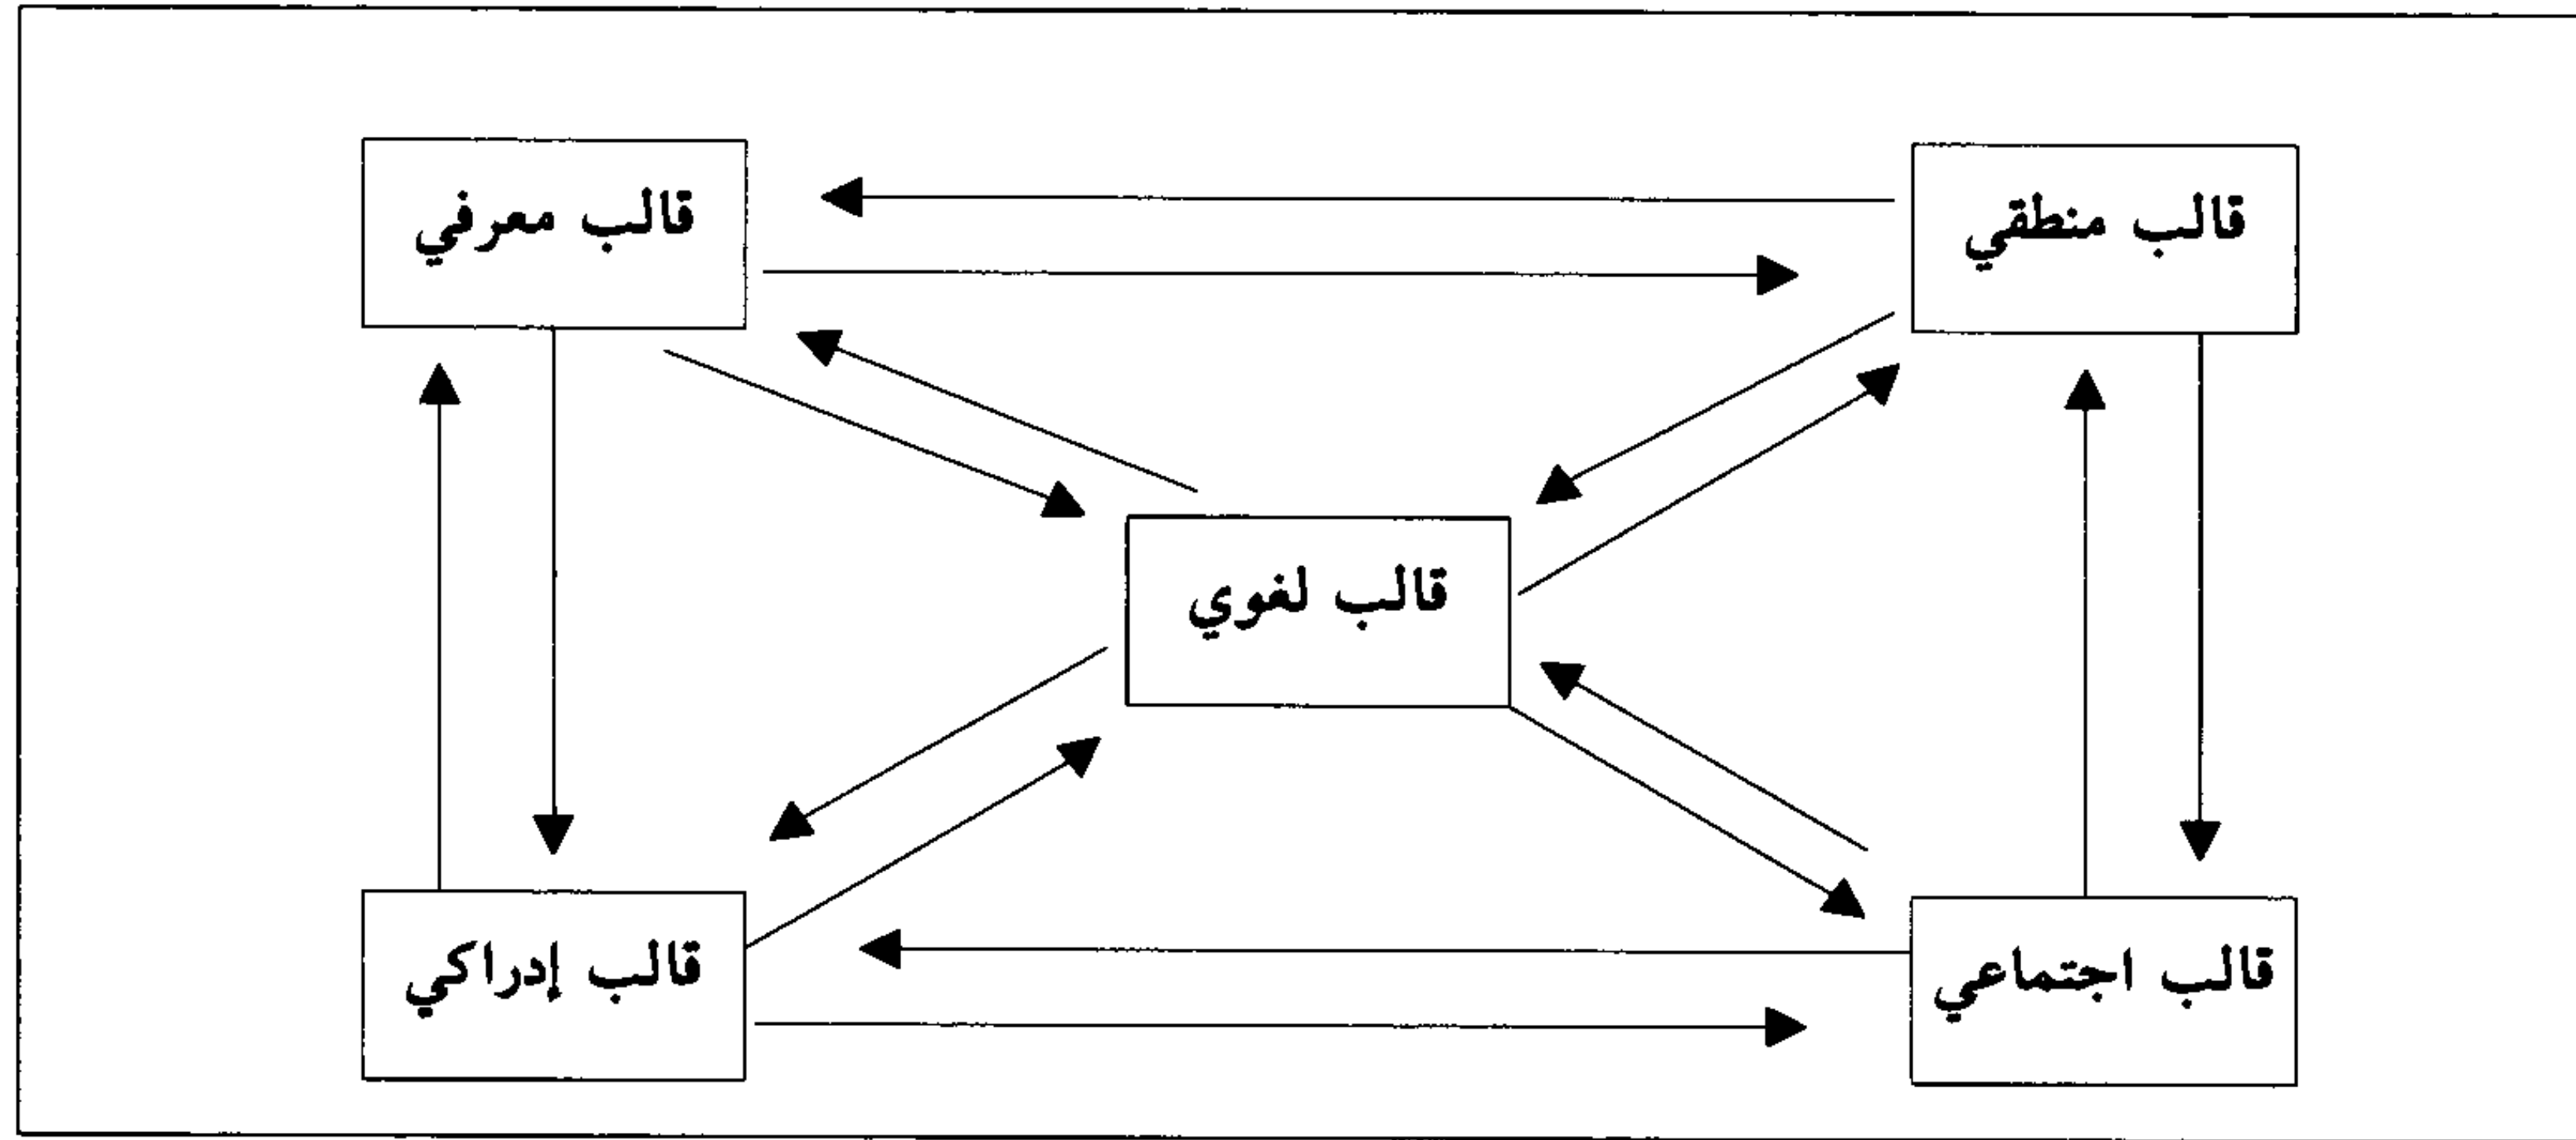 قالب منطقي
قالب معرفي
قالب لغوي
قالب اجتماعي
قالب إدراكي